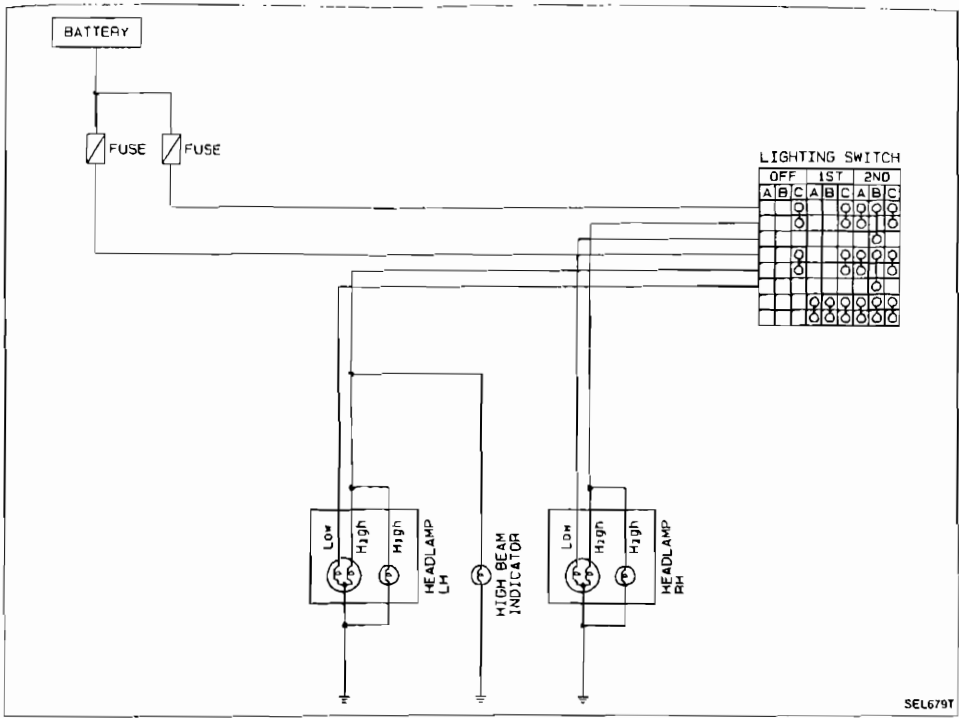 BATTERY
FUSE
FUSE
LIGHTING SWITCH
OFF 1ST 2ND
A B C A B C A B C
Low
High
High
HEADLAMP
LH
HIGH BEAM
INDICATOR
Low
High
High
HEADLAMP
RH
SEL679T